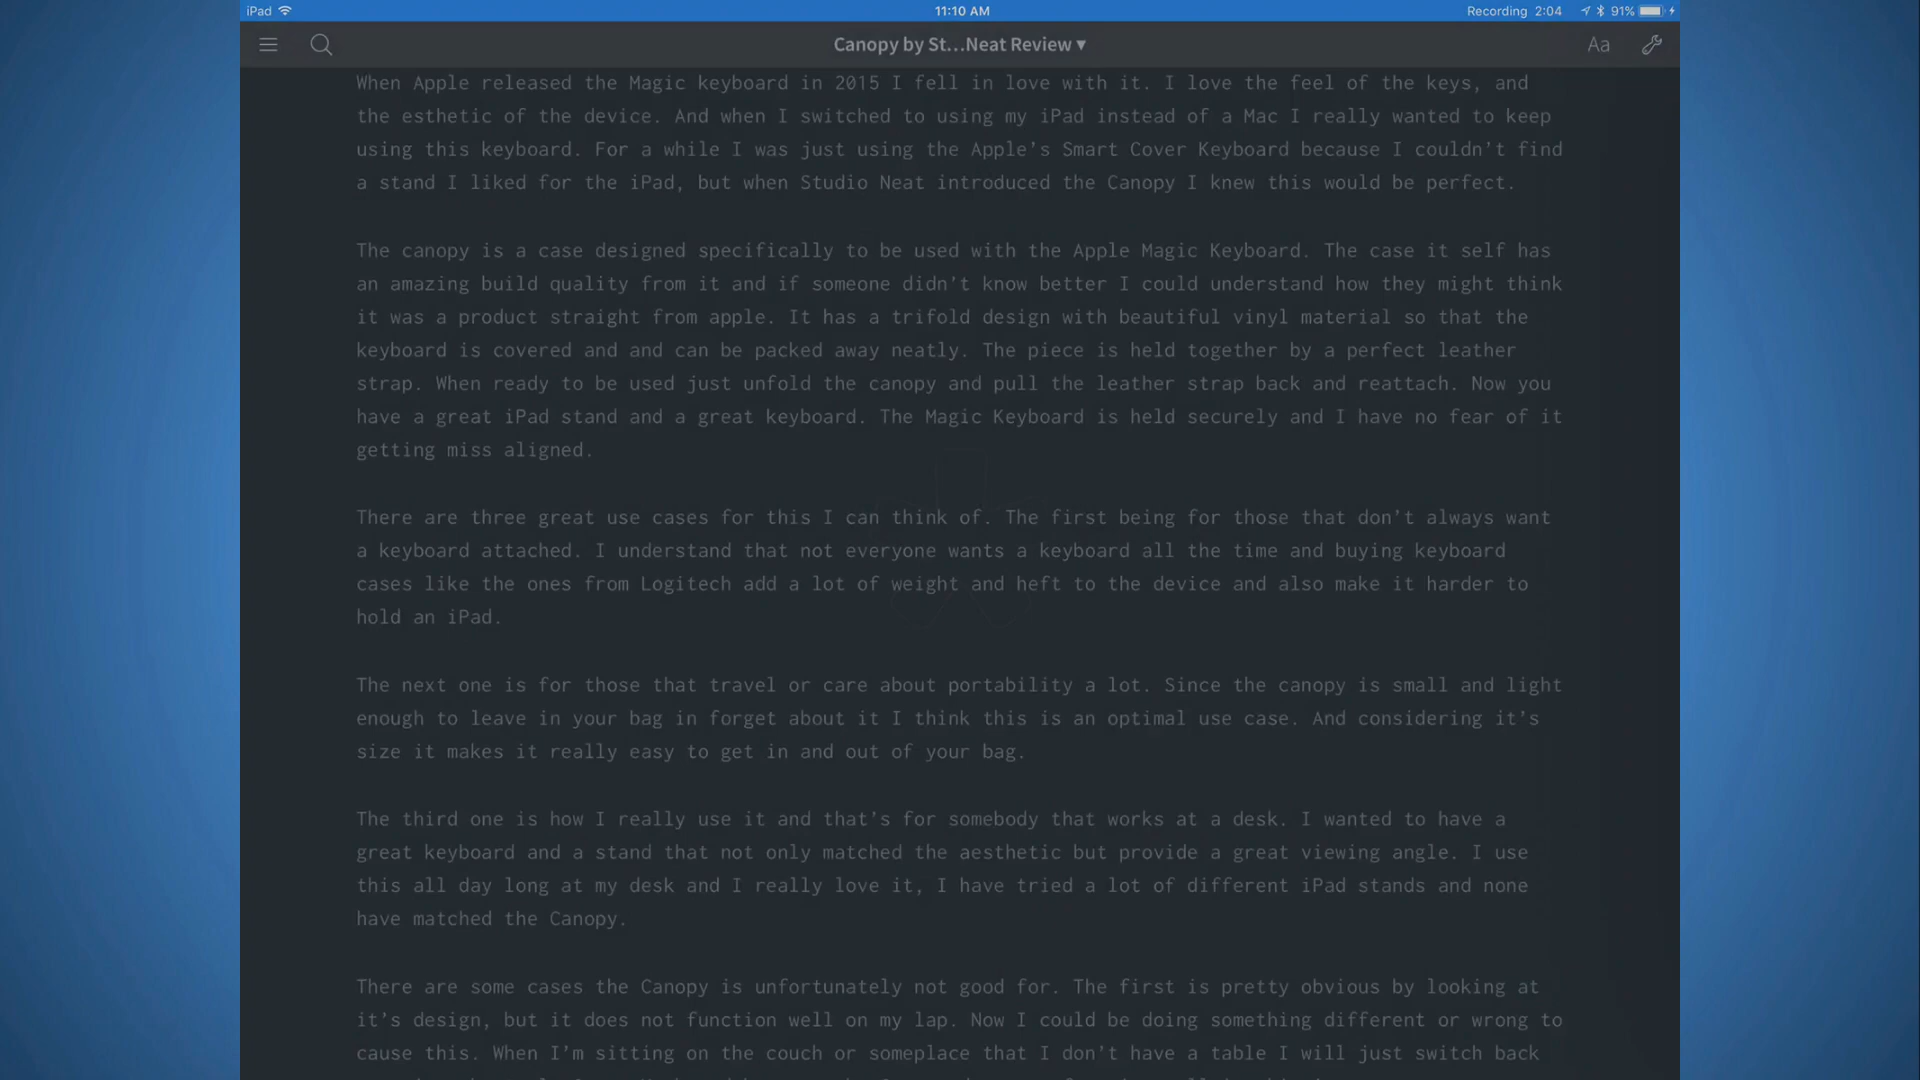 iPad
11:10 AM
Recording 2:04
91%
Canopy by St...Neat Review ▾
Aa
When Apple released the Magic keyboard in 2015 I fell in love with it. I love the feel of the keys, and
the esthetic of the device. And when I switched to using my iPad instead of a Mac I really wanted to keep
using this keyboard. For a while I was just using the Apple’s Smart Cover Keyboard because I couldn’t find
a stand I liked for the iPad, but when Studio Neat introduced the Canopy I knew this would be perfect.
The canopy is a case designed specifically to be used with the Apple Magic Keyboard. The case it self has
an amazing build quality from it and if someone didn’t know better I could understand how they might think
it was a product straight from apple. It has a trifold design with beautiful vinyl material so that the
keyboard is covered and and can be packed away neatly. The piece is held together by a perfect leather
strap. When ready to be used just unfold the canopy and pull the leather strap back and reattach. Now you
have a great iPad stand and a great keyboard. The Magic Keyboard is held securely and I have no fear of it
getting miss aligned.
There are three great use cases for this I can think of. The first being for those that don’t always want
a keyboard attached. I understand that not everyone wants a keyboard all the time and buying keyboard
cases like the ones from Logitech add a lot of weight and heft to the device and also make it harder to
hold an iPad.
The next one is for those that travel or care about portability a lot. Since the canopy is small and light
enough to leave in your bag in forget about it I think this is an optimal use case. And considering it’s
size it makes it really easy to get in and out of your bag.
The third one is how I really use it and that’s for somebody that works at a desk. I wanted to have a
great keyboard and a stand that not only matched the aesthetic but provide a great viewing angle. I use
this all day long at my desk and I really love it, I have tried a lot of different iPad stands and none
have matched the Canopy.
There are some cases the Canopy is unfortunately not good for. The first is pretty obvious by looking at
it’s design, but it does not function well on my lap. Now I could be doing something different or wrong to
cause this. When I’m sitting on the couch or someplace that I don’t have a table I will just switch back